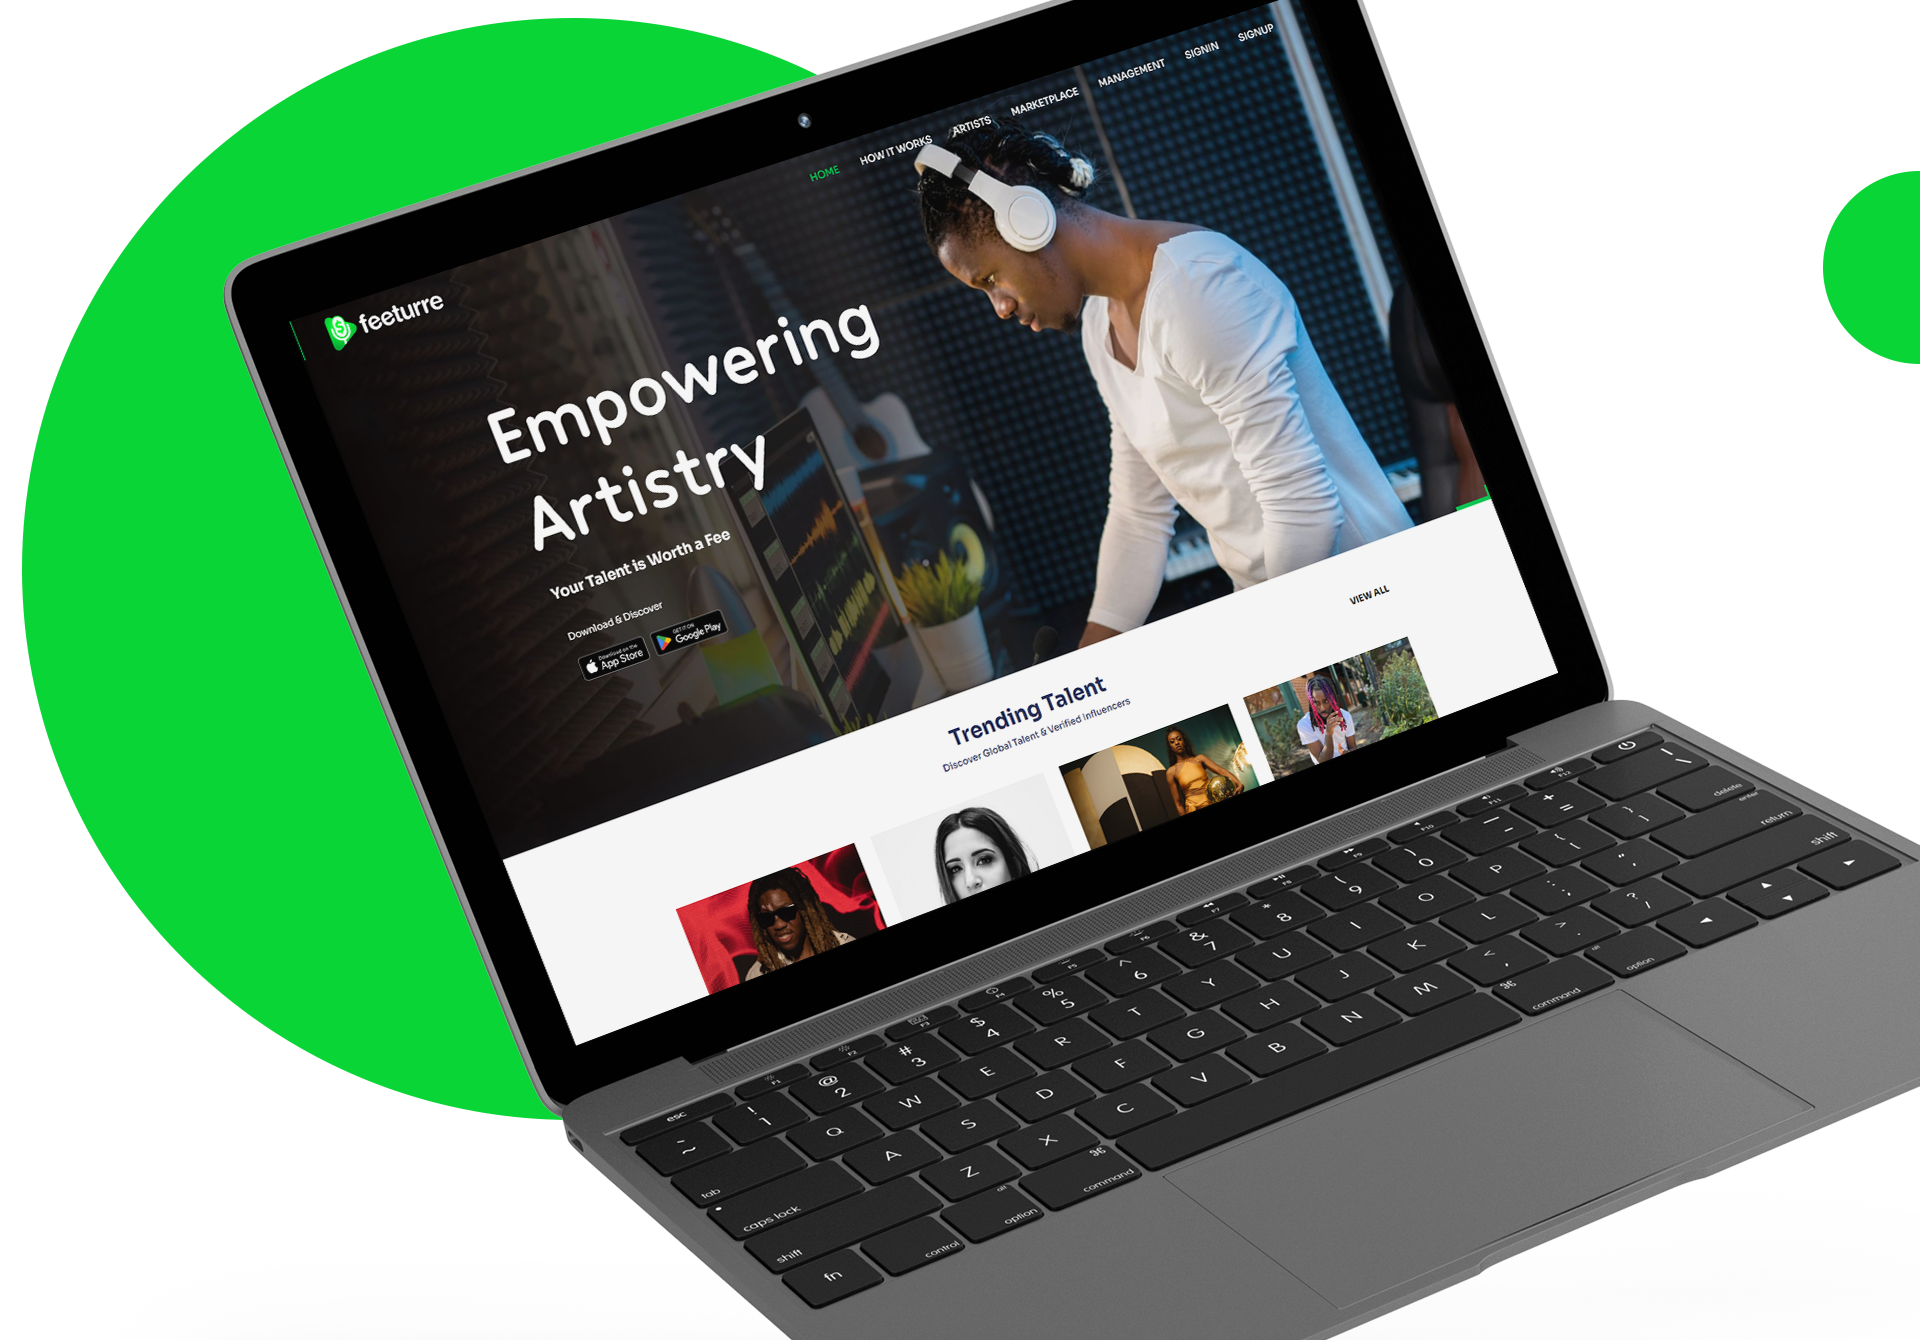 HOME HOW IT WORKS ARTISTS MARKETPLACE MANAGEMENT SIGNIN SIGNUP
feeturre
Empowering
Artistry
Your Talent is Worth a Fee
Download & Discover
Download on the
App Store
GET IT ON
Google Play
VIEW ALL
Trending Talent
Discover Global Talent & Verified Influencers
esc F1 F2 F3 F4 F5 F6 F7 F8 F9 F10 F11 F12
~ ! 1 @ 2 # 3 $ 4 % 5 ^ 6 & 7 * 8 ( 9 ) 0 — – + = delete
tab Q W E R T Y U I O P { [ } ] | \
caps lock A S D F G H J K L : ; " ' enter return
shift Z X C V B N M < , > . ? / shift
fn control alt option ⌘ command ⌘ command alt option